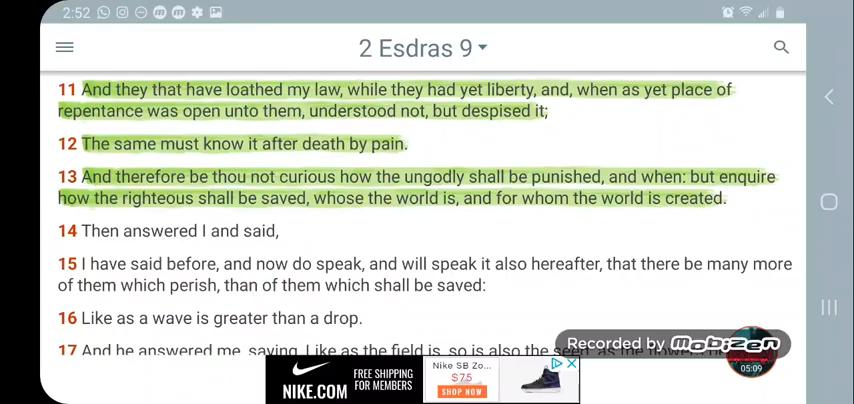 2:52
2 Esdras 9
11 And they that have loathed my law, while they had yet liberty, and, when as yet place of
repentance was open unto them, understood not, but despised it;
12 The same must know it after death by pain.
13 And therefore be thou not curious how the ungodly shall be punished, and when: but enquire
how the righteous shall be saved, whose the world is, and for whom the world is created.
14 Then answered I and said,
15 I have said before, and now do speak, and will speak it also hereafter, that there be many more
of them which perish, than of them which shall be saved:
16 Like as a wave is greater than a drop.
Recorded by mobizen
17 And he answered me, saying, Like as the field is, so is also the seed; as the flowers
05:09
NIKE.COM
FREE SHIPPING
FOR MEMBERS
Nike SB Zo...
$75
SHOP NOW